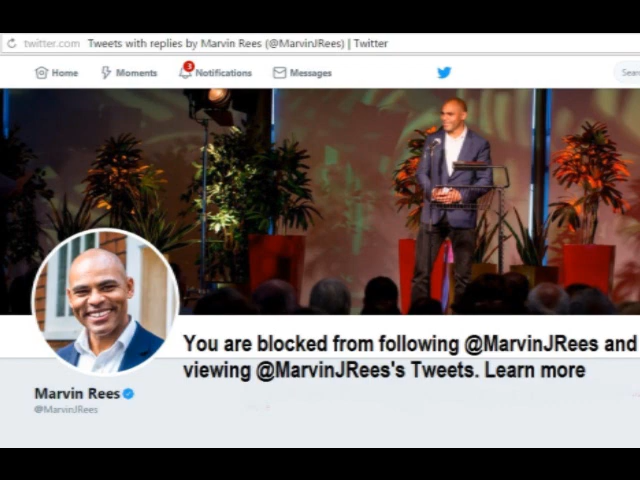 twitter.com Tweets with replies by Marvin Rees (@MarvinJRees) | Twitter
Home Moments 3 Notifications Messages
You are blocked from following @MarvinJRees and
viewing @MarvinJRees's Tweets. Learn more
Marvin Rees
@MarvinJRees